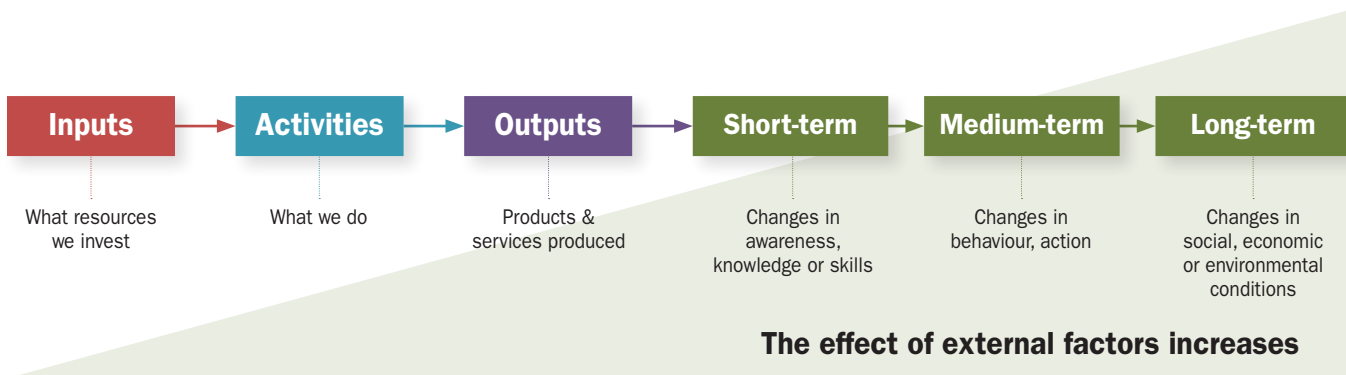 Inputs
Activities
Outputs
Short-term
Medium-term
Long-term
What resources
we invest
What we do
Products &
services produced
Changes in
awareness,
knowledge or skills
Changes in
behaviour, action
Changes in
social, economic
or environmental
conditions
The effect of external factors increases